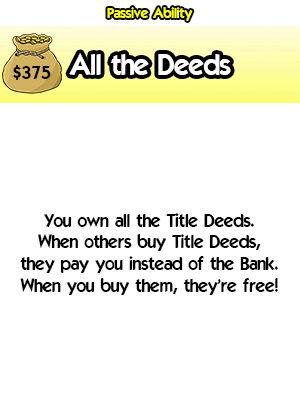 Passive Ability
$375
All the Deeds
You own all the Title Deeds.
When others buy Title Deeds,
they pay you instead of the Bank.
When you buy them, they're free!